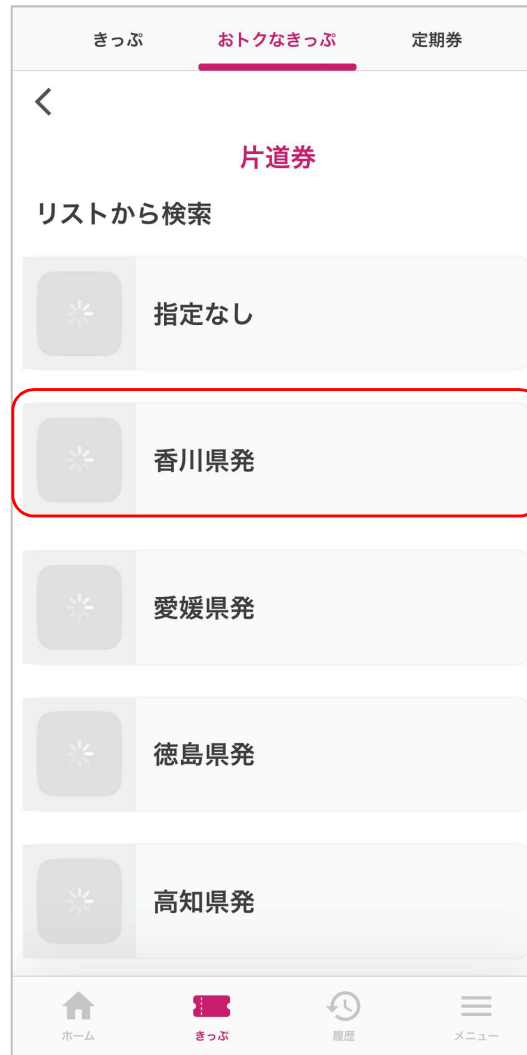 きっぷ おトクなきっぷ 定期券
片道券
リストから検索
指定なし
香川県発
愛媛県発
徳島県発
高知県発
ホーム きっぷ 履歴 メニュー